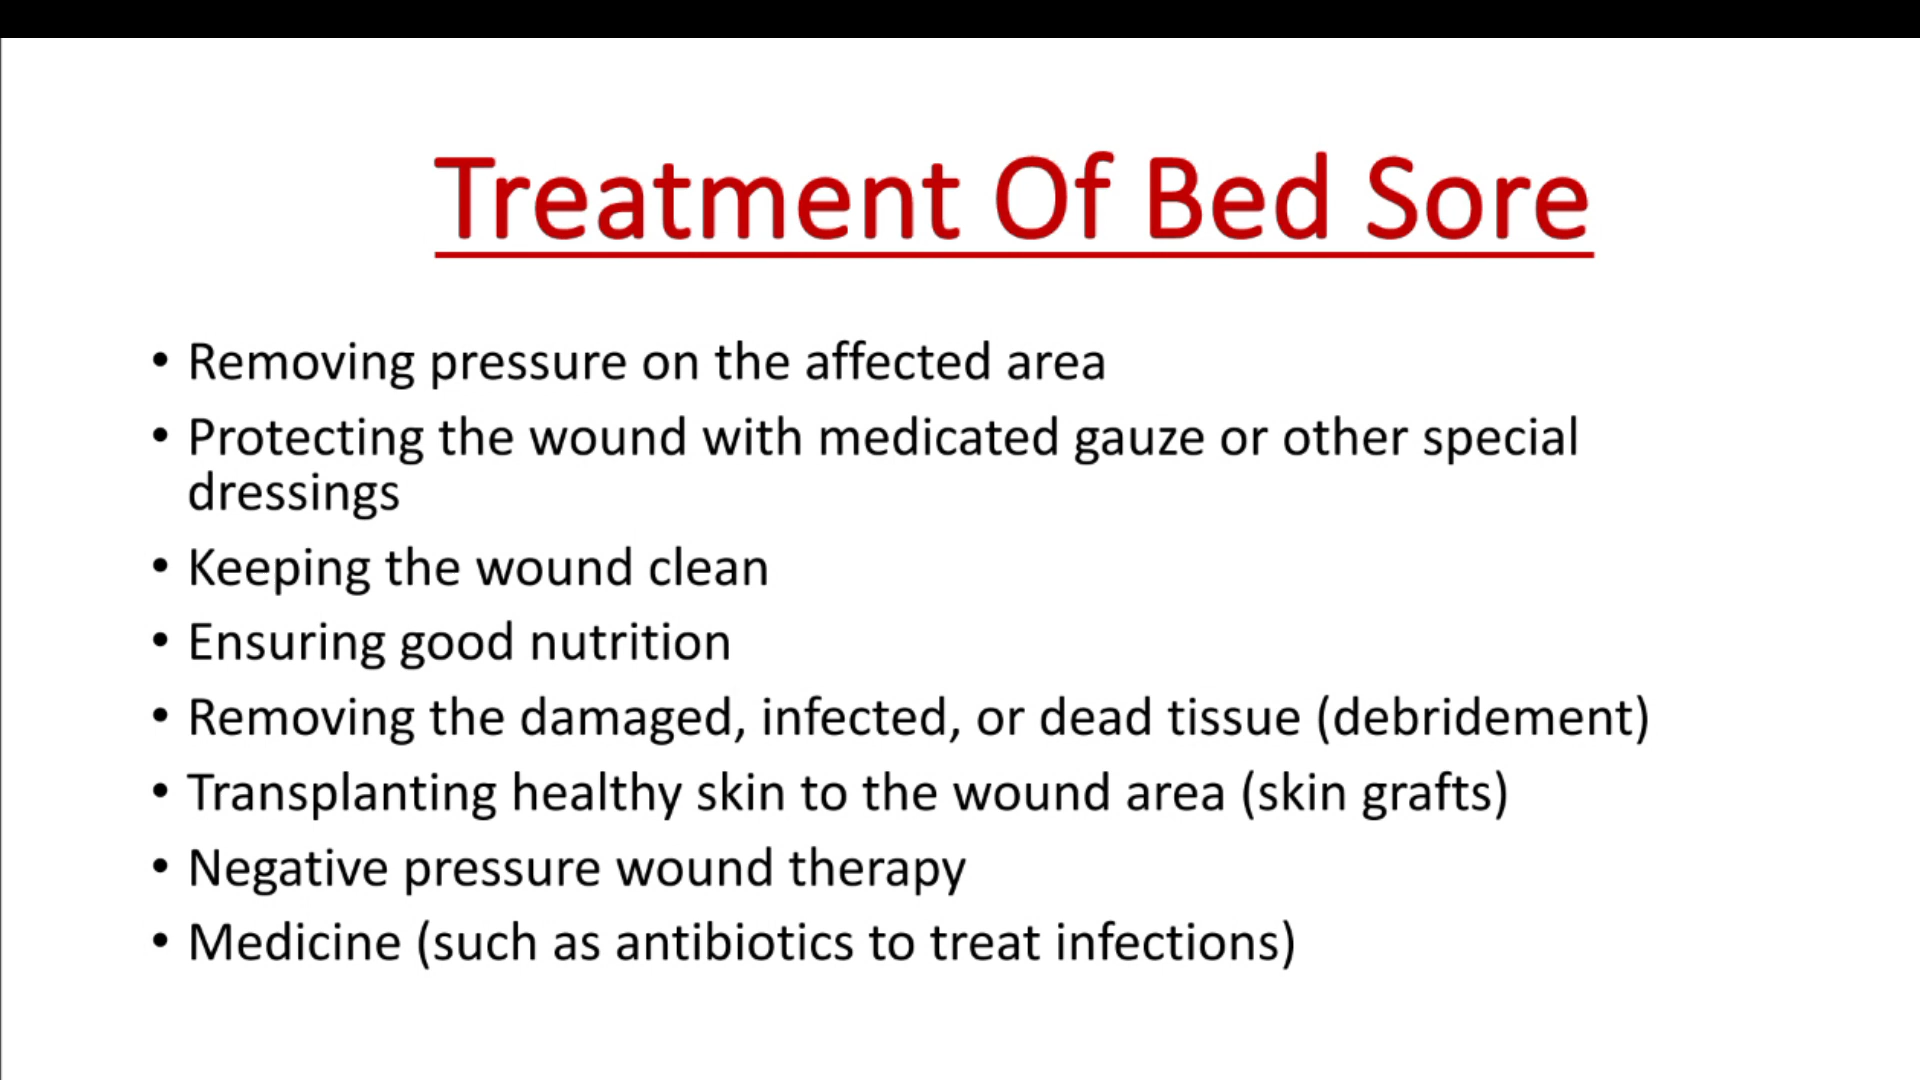 Treatment Of Bed Sore
• Removing pressure on the affected area
• Protecting the wound with medicated gauze or other special
dressings
• Keeping the wound clean
• Ensuring good nutrition
• Removing the damaged, infected, or dead tissue (debridement)
• Transplanting healthy skin to the wound area (skin grafts)
• Negative pressure wound therapy
• Medicine (such as antibiotics to treat infections)